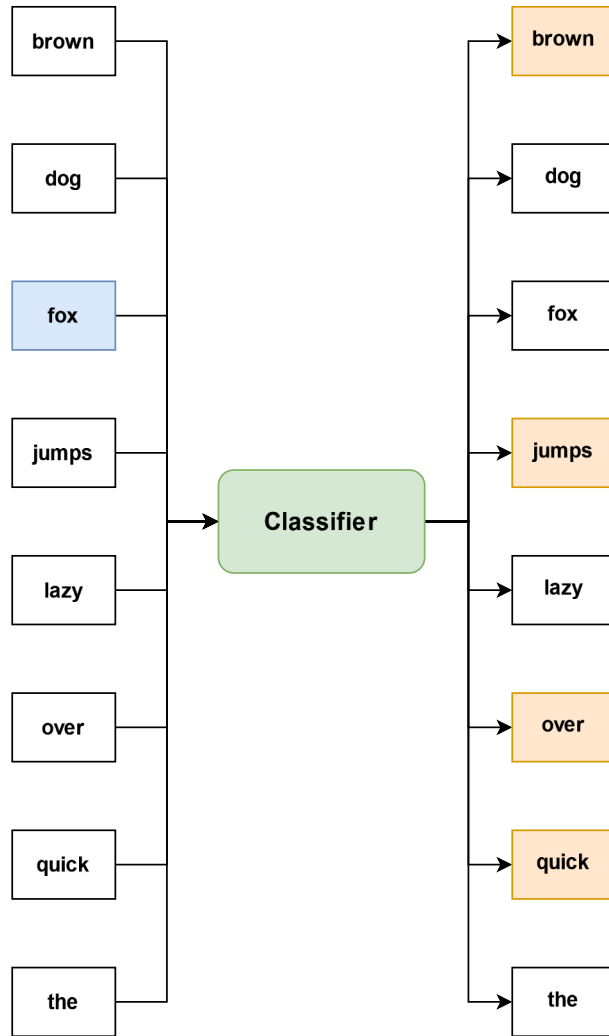 brown
dog
fox
jumps
lazy
over
quick
the
Classifier
brown
dog
fox
jumps
lazy
over
quick
the